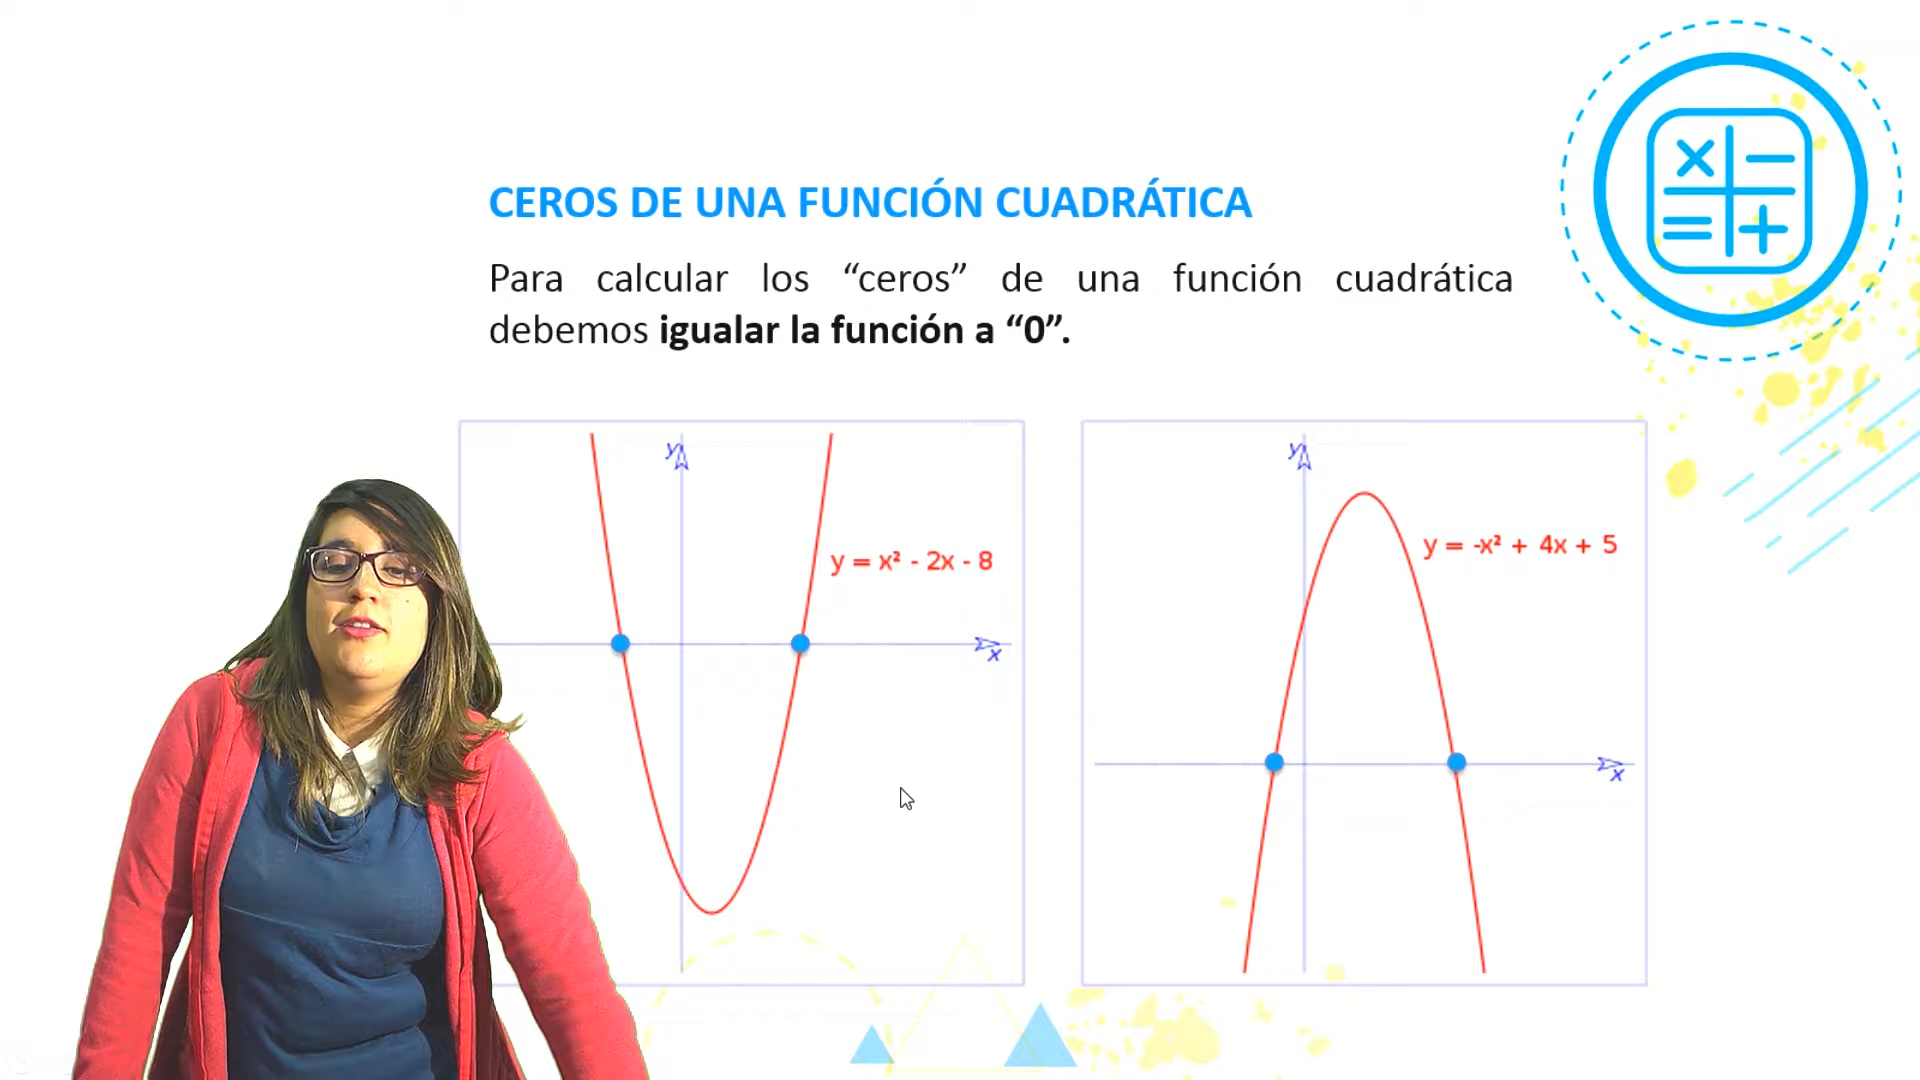 CEROS DE UNA FUNCIÓN CUADRÁTICA
Para calcular los “ceros” de una función cuadrática
debemos igualar la función a “0”.
y
y = x² - 2x - 8
x
y
y = -x² + 4x + 5
x